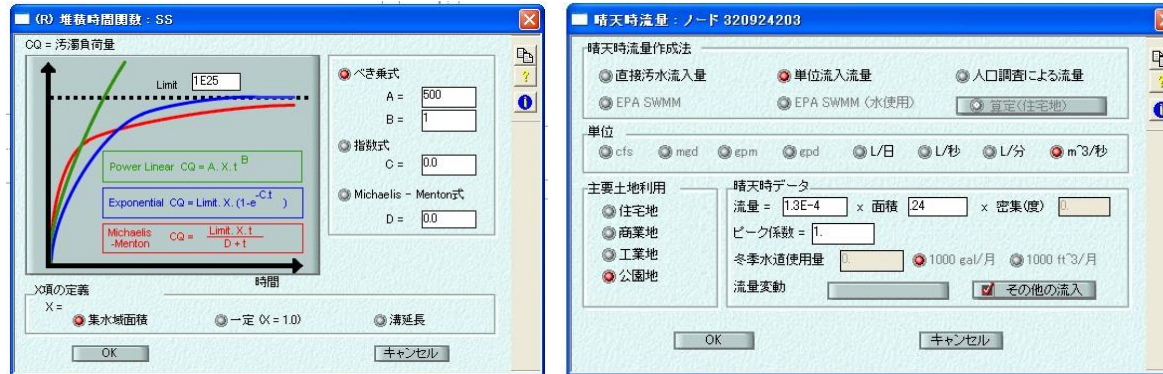 (R) 堆積時間関数:SS
CQ = 汚濁負荷量
Limit 1E25
Power Linear CQ = A. X. t^B
Exponential CQ = Limit. X. (1-e^-C.t )
Michaelis-Menton CQ = Limit. X. t / D + t
時間
べき乗式
A = 500
B = 1
指数式
C = 0.0
Michaelis - Menton式
D = 0.0
X項の定義
X =
集水域面積 一定 (X = 1.0) 溝延長
OK キャンセル
晴天時流量:ノード 320924203
晴天時流量作成法
直接汚水流入量 単位流入流量 人口調査による流量
EPA SWMM EPA SWMM (水使用) 算定(住宅地)
単位
cfs mgd gpm gpd L/日 L/秒 L/分 m^3/秒
主要土地利用
住宅地
商業地
工業地
公園地
晴天時データ
流量 = 1.3E-4 x 面積 .24 x 密集(度) 0.
ピーク係数 = 1.
冬季水道使用量 0. 1000 gal/月 1000 ft^3/月
流量変動 その他の流入
OK キャンセル